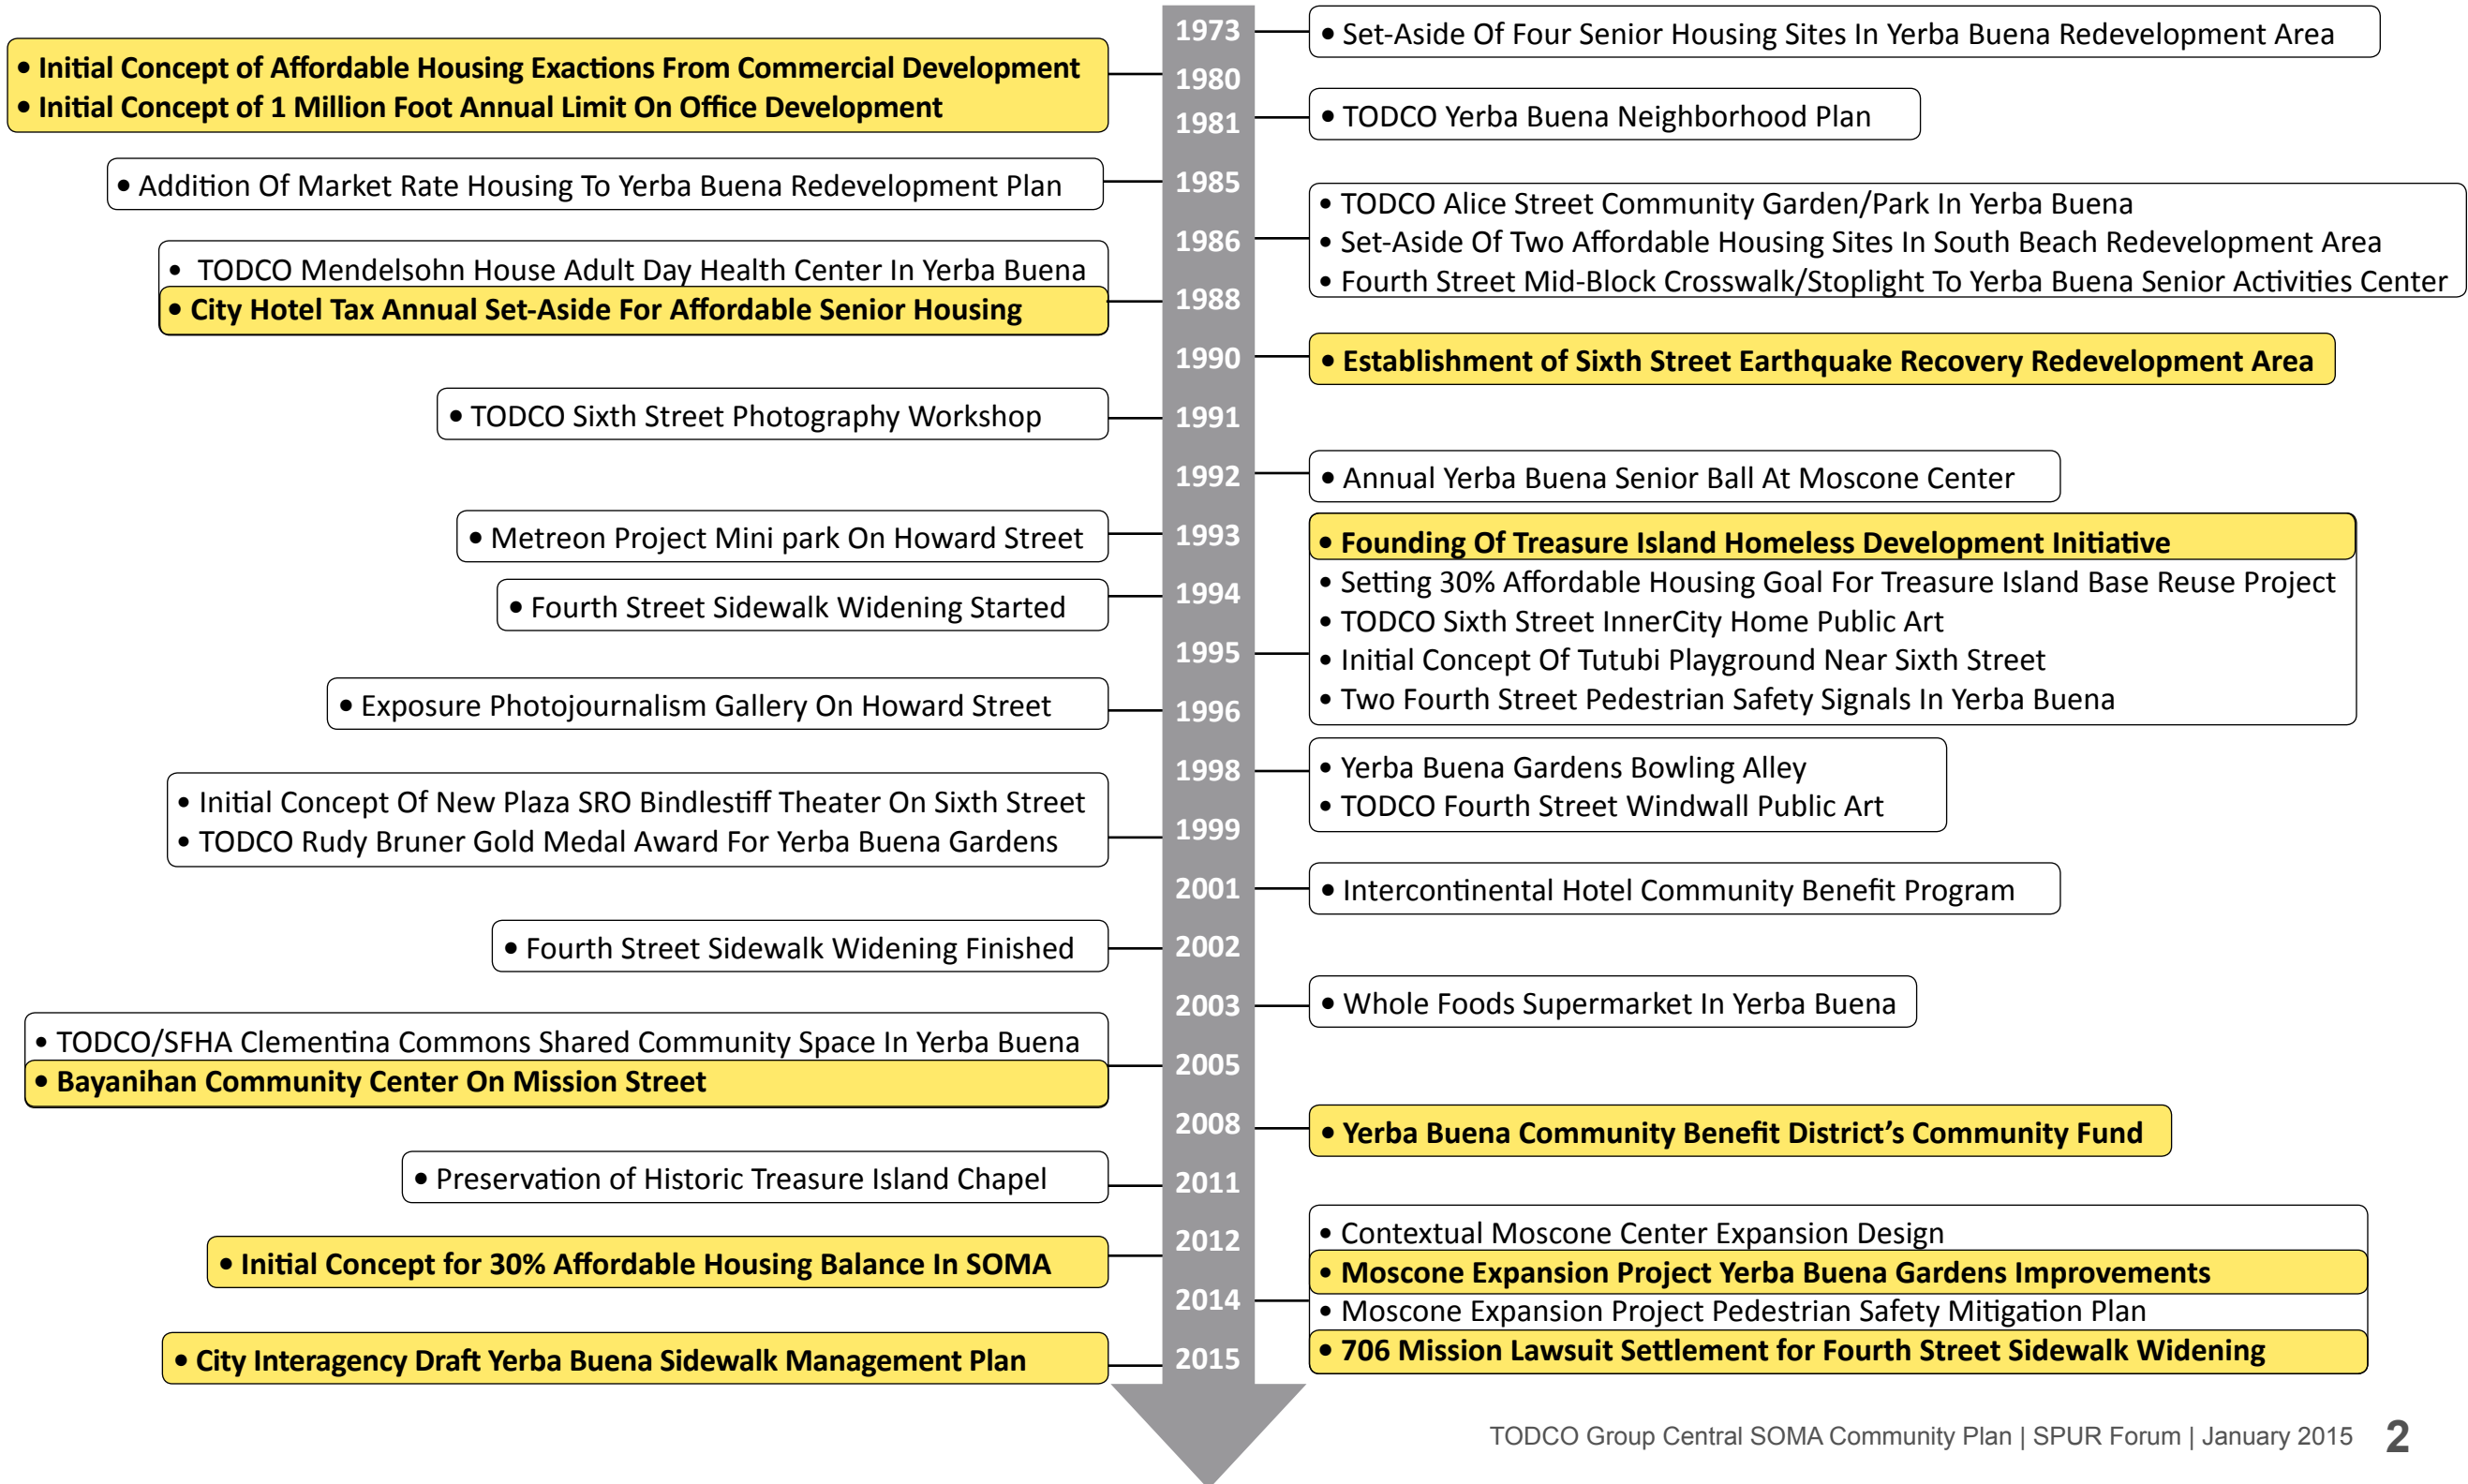 1973
• Set-Aside Of Four Senior Housing Sites In Yerba Buena Redevelopment Area
• Initial Concept of Affordable Housing Exactions From Commercial Development
• Initial Concept of 1 Million Foot Annual Limit On Office Development
1980
1981
• TODCO Yerba Buena Neighborhood Plan
• Addition Of Market Rate Housing To Yerba Buena Redevelopment Plan
1985
1986
• TODCO Alice Street Community Garden/Park In Yerba Buena
• Set-Aside Of Two Affordable Housing Sites In South Beach Redevelopment Area
• Fourth Street Mid-Block Crosswalk/Stoplight To Yerba Buena Senior Activities Center
• TODCO Mendelsohn House Adult Day Health Center In Yerba Buena
• City Hotel Tax Annual Set-Aside For Affordable Senior Housing
1988
1990
• Establishment of Sixth Street Earthquake Recovery Redevelopment Area
• TODCO Sixth Street Photography Workshop
1991
1992
• Annual Yerba Buena Senior Ball At Moscone Center
• Metreon Project Mini park On Howard Street
1993
• Fourth Street Sidewalk Widening Started
1994
1995
• Founding Of Treasure Island Homeless Development Initiative
• Setting 30% Affordable Housing Goal For Treasure Island Base Reuse Project
• TODCO Sixth Street InnerCity Home Public Art
• Initial Concept Of Tutubi Playground Near Sixth Street
• Two Fourth Street Pedestrian Safety Signals In Yerba Buena
• Exposure Photojournalism Gallery On Howard Street
1996
1998
• Yerba Buena Gardens Bowling Alley
• TODCO Fourth Street Windwall Public Art
• Initial Concept Of New Plaza SRO Bindlestiff Theater On Sixth Street
• TODCO Rudy Bruner Gold Medal Award For Yerba Buena Gardens
1999
2001
• Intercontinental Hotel Community Benefit Program
• Fourth Street Sidewalk Widening Finished
2002
2003
• Whole Foods Supermarket In Yerba Buena
• TODCO/SFHA Clementina Commons Shared Community Space In Yerba Buena
• Bayanihan Community Center On Mission Street
2005
2008
• Yerba Buena Community Benefit District’s Community Fund
• Preservation of Historic Treasure Island Chapel
2011
• Initial Concept for 30% Affordable Housing Balance In SOMA
2012
2014
• Contextual Moscone Center Expansion Design
• Moscone Expansion Project Yerba Buena Gardens Improvements
• Moscone Expansion Project Pedestrian Safety Mitigation Plan
• 706 Mission Lawsuit Settlement for Fourth Street Sidewalk Widening
• City Interagency Draft Yerba Buena Sidewalk Management Plan
2015
TODCO Group Central SOMA Community Plan | SPUR Forum | January 2015 2